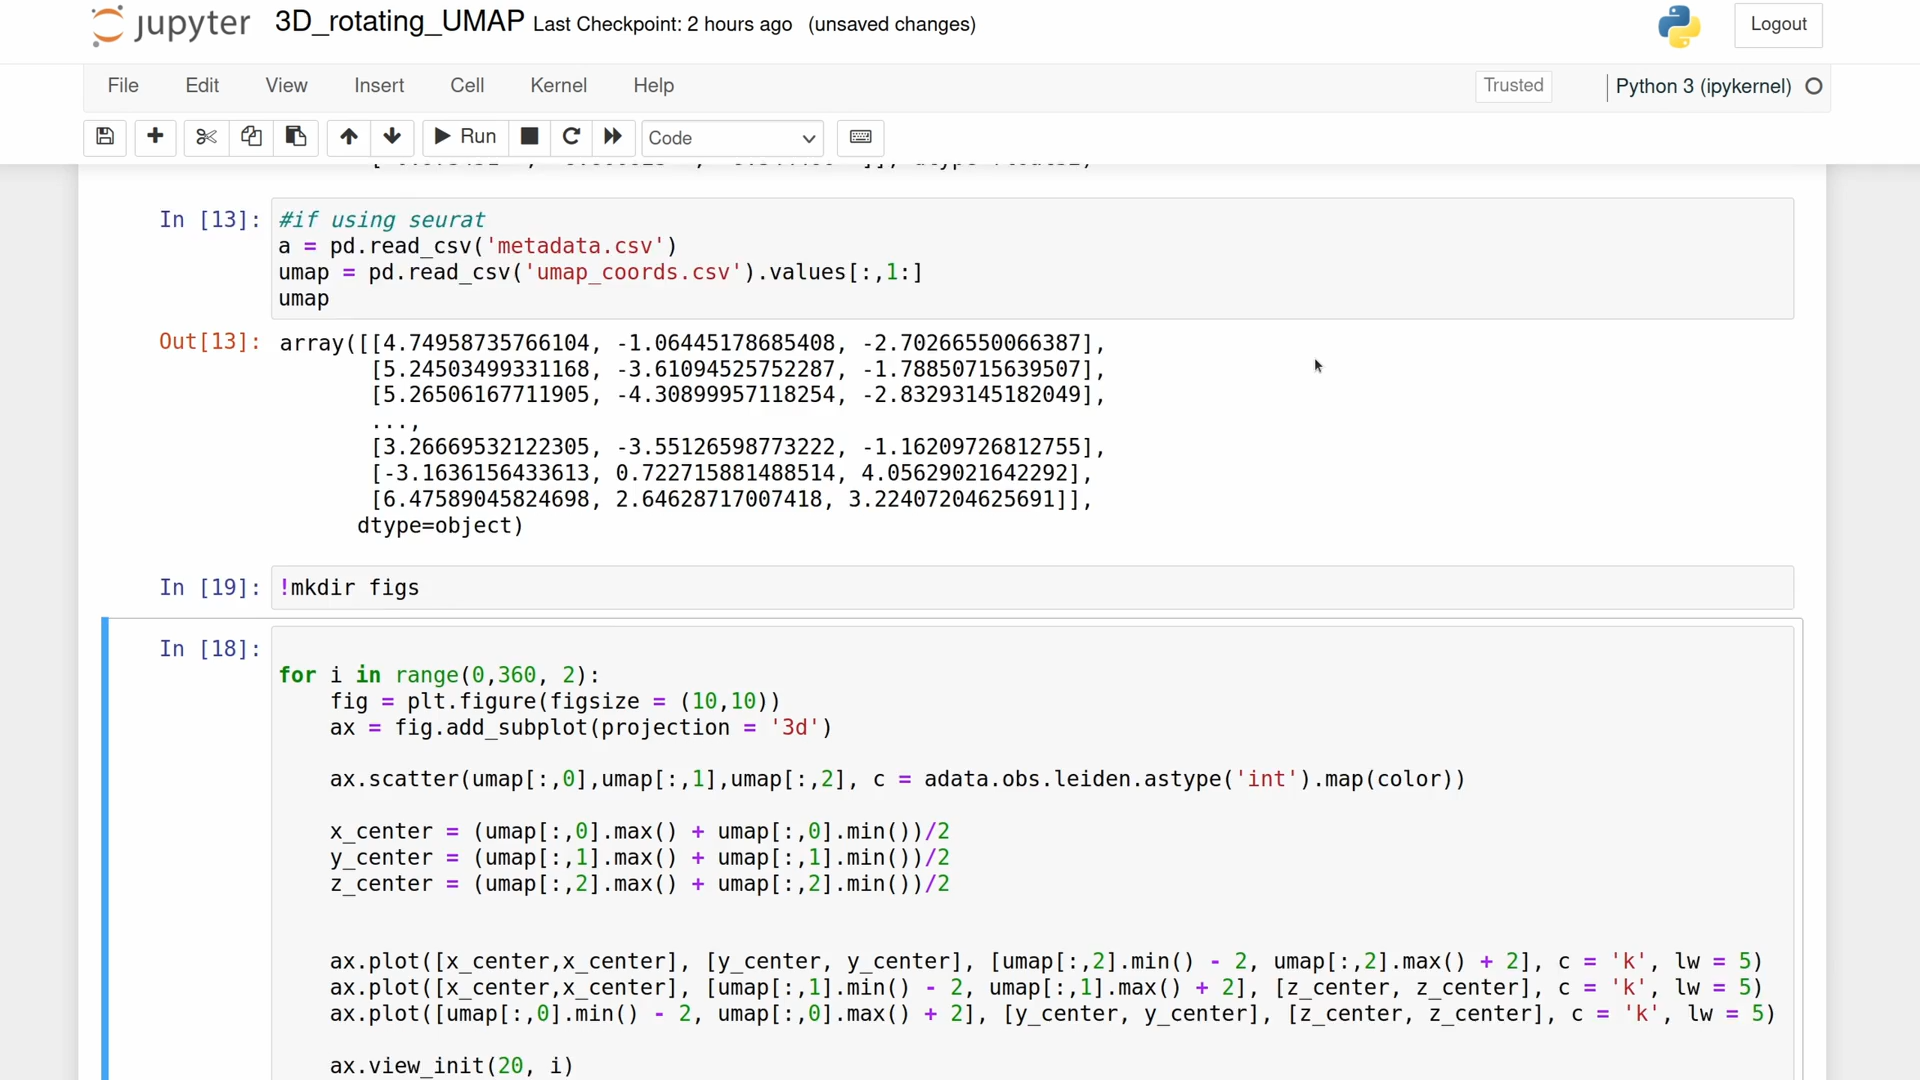 jupyter 3D_rotating_UMAP Last Checkpoint: 2 hours ago (unsaved changes) Logout
File Edit View Insert Cell Kernel Help Trusted Python 3 (ipykernel)
Run Code
In [13]: #if using seurat
a = pd.read_csv('metadata.csv')
umap = pd.read_csv('umap_coords.csv').values[:,1:]
umap
Out[13]: array([[4.74958735766104, -1.06445178685408, -2.70266550066387],
[5.24503499331168, -3.61094525752287, -1.78850715639507],
[5.26506167711905, -4.30899957118254, -2.83293145182049],
...,
[3.26669532122305, -3.55126598773222, -1.16209726812755],
[-3.1636156433613, 0.722715881488514, 4.05629021642292],
[6.47589045824698, 2.64628717007418, 3.22407204625691]],
dtype=object)
In [19]: !mkdir figs
In [18]:
for i in range(0,360, 2):
fig = plt.figure(figsize = (10,10))
ax = fig.add_subplot(projection = '3d')
ax.scatter(umap[:,0],umap[:,1],umap[:,2], c = adata.obs.leiden.astype('int').map(color))
x_center = (umap[:,0].max() + umap[:,0].min())/2
y_center = (umap[:,1].max() + umap[:,1].min())/2
z_center = (umap[:,2].max() + umap[:,2].min())/2
ax.plot([x_center,x_center], [y_center, y_center], [umap[:,2].min() - 2, umap[:,2].max() + 2], c = 'k', lw = 5)
ax.plot([x_center,x_center], [umap[:,1].min() - 2, umap[:,1].max() + 2], [z_center, z_center], c = 'k', lw = 5)
ax.plot([umap[:,0].min() - 2, umap[:,0].max() + 2], [y_center, y_center], [z_center, z_center], c = 'k', lw = 5)
ax.view_init(20, i)